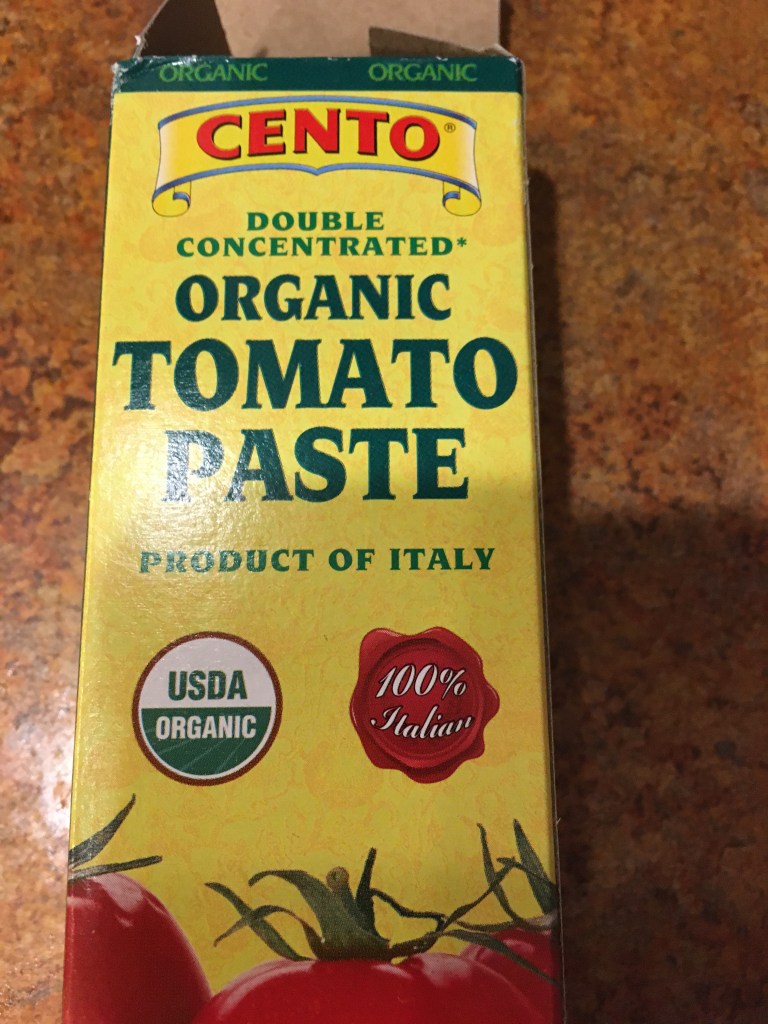 ORGANIC ORGANIC
CENTO®
DOUBLE
CONCENTRATED*
ORGANIC
TOMATO
PASTE
PRODUCT OF ITALY
USDA
ORGANIC
100%
Italian